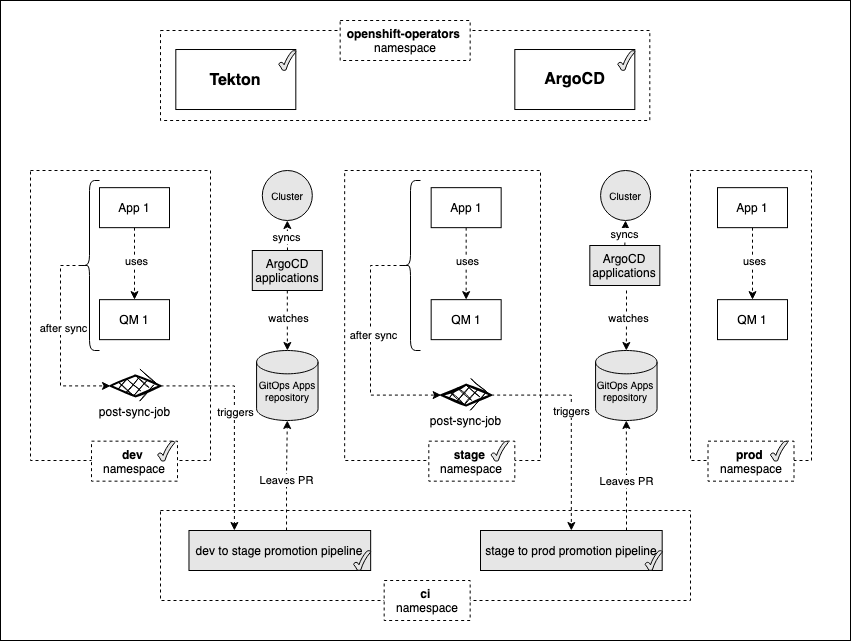 openshift-operators
namespace
Tekton
ArgoCD
App 1
uses
QM 1
after sync
post-sync-job
triggers
dev
namespace
Cluster
syncs
ArgoCD
applications
watches
GitOps Apps
repository
Leaves PR
App 1
uses
QM 1
after sync
post-sync-job
triggers
stage
namespace
Cluster
syncs
ArgoCD
applications
watches
GitOps Apps
repository
Leaves PR
App 1
uses
QM 1
prod
namespace
dev to stage promotion pipeline
stage to prod promotion pipeline
ci
namespace